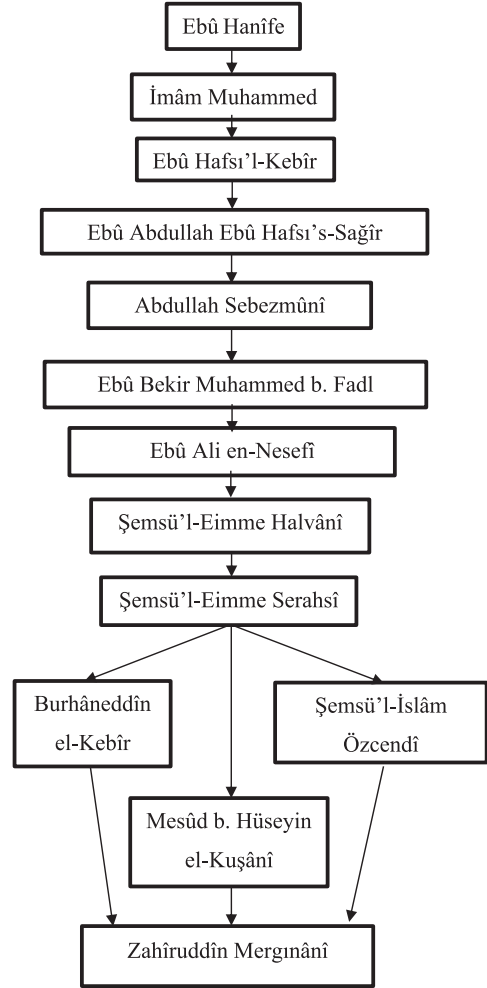 Ebû Hanîfe
İmâm Muhammed
Ebû Hafsı’l-Kebîr
Ebû Abdullah Ebû Hafsı’s-Sağîr
Abdullah Sebezmûnî
Ebû Bekir Muhammed b. Fadl
Ebû Ali en-Nesefî
Şemsü’l-Eimme Halvânî
Şemsü’l-Eimme Serahsî
Burhâneddîn
el-Kebîr
Şemsü’l-İslâm
Özcendî
Mesûd b. Hüseyin
el-Kuşânî
Zahîruddîn Mergınânî